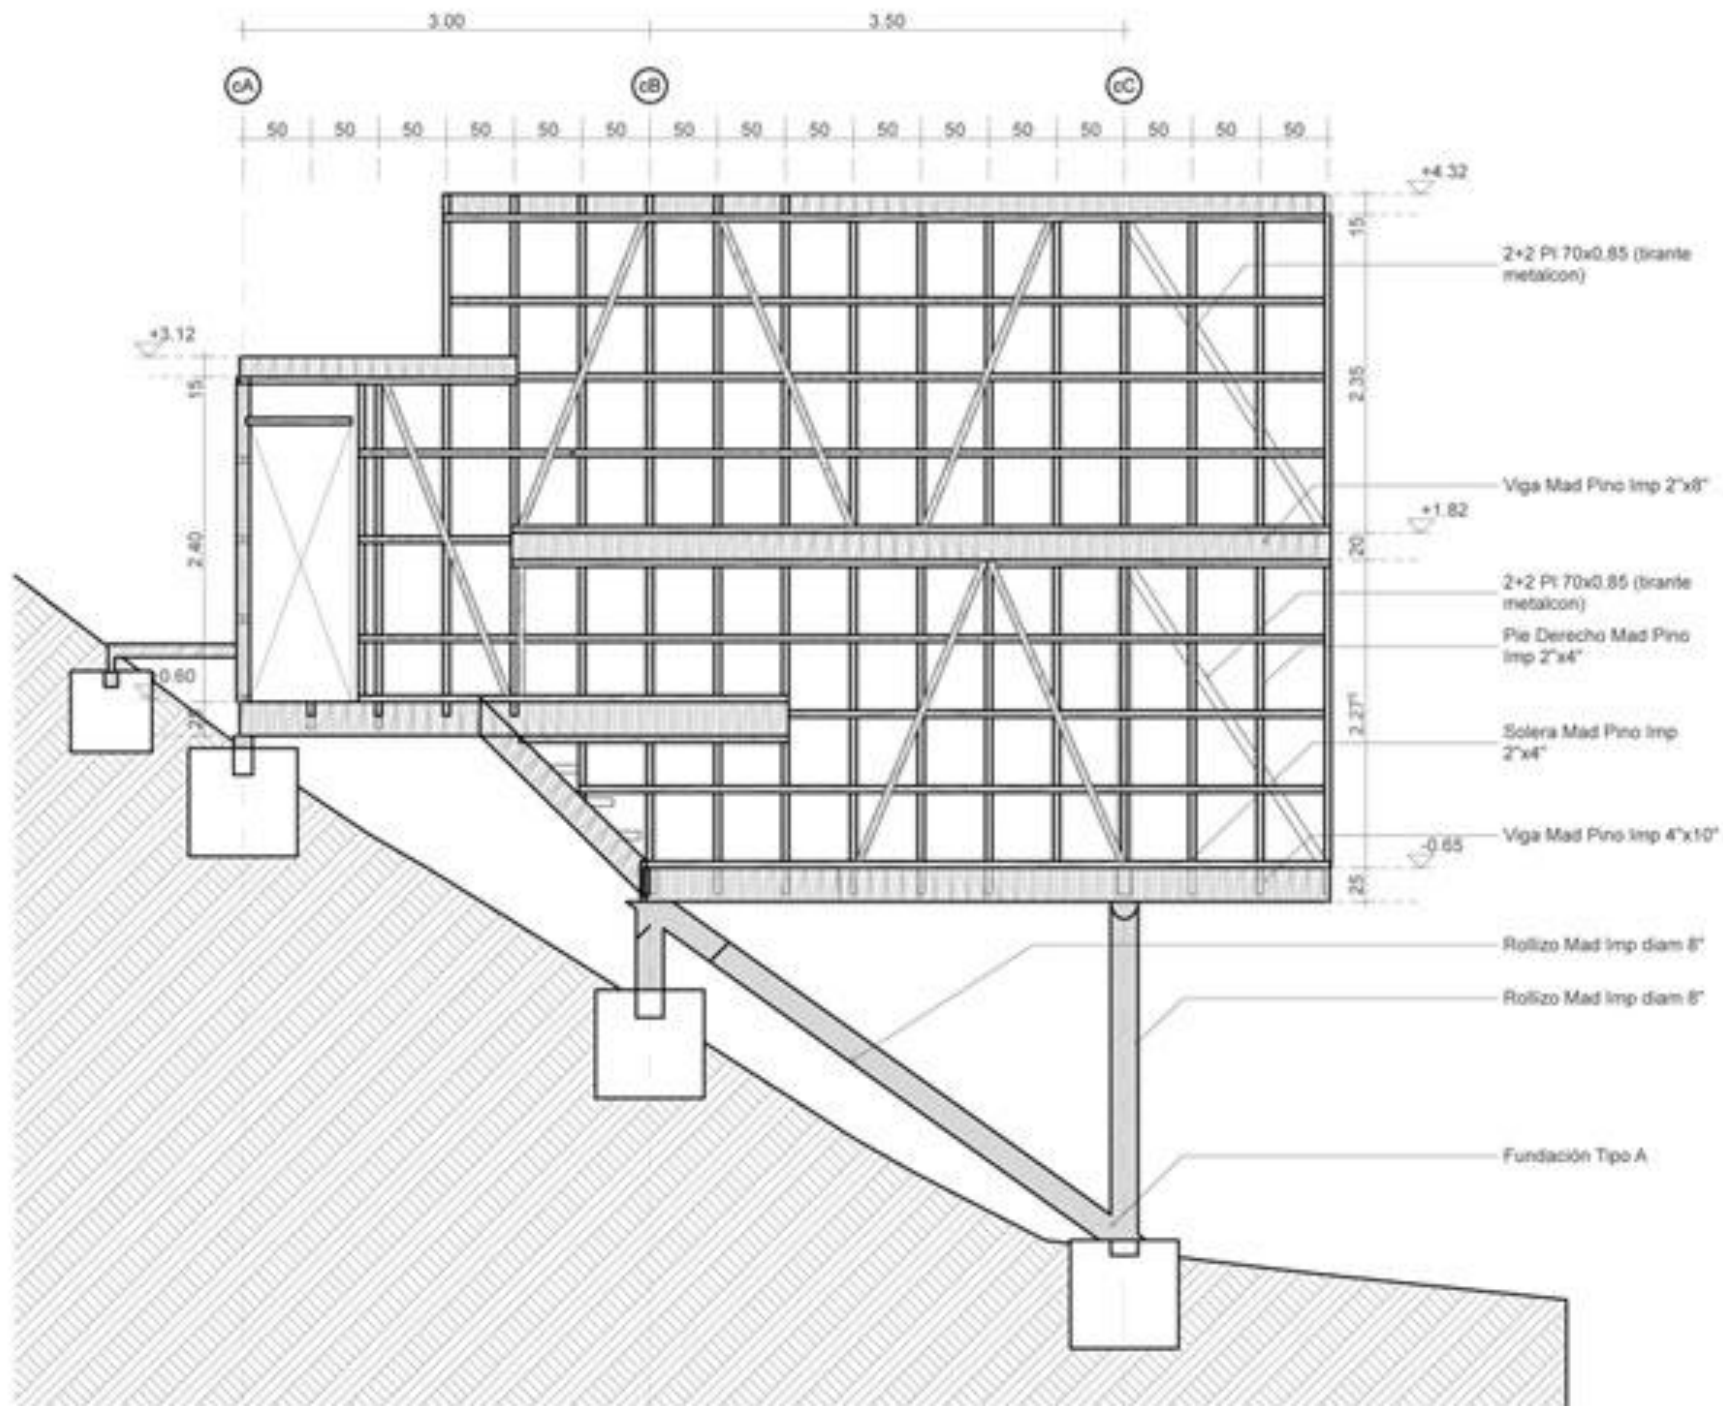 3.00 3.50
cA cB cC
50 50 50 50 50 50 50 50 50 50 50 50 50 50 50 50
+4.32
15
2+2 PI 70x0.85 (tirante
metalcon)
+3.12
15
2.35
Viga Mad Pino Imp 2"x8"
+1.82
2.40
20
2+2 PI 70x0.85 (tirante
metalcon)
Pie Derecho Mad Pino
Imp 2"x4"
0.60
2.27⁵
Solera Mad Pino Imp
2"x4"
Viga Mad Pino Imp 4"x10"
-0.65
25
Rollizo Mad Imp diam 8"
Rollizo Mad Imp diam 8"
Fundación Tipo A